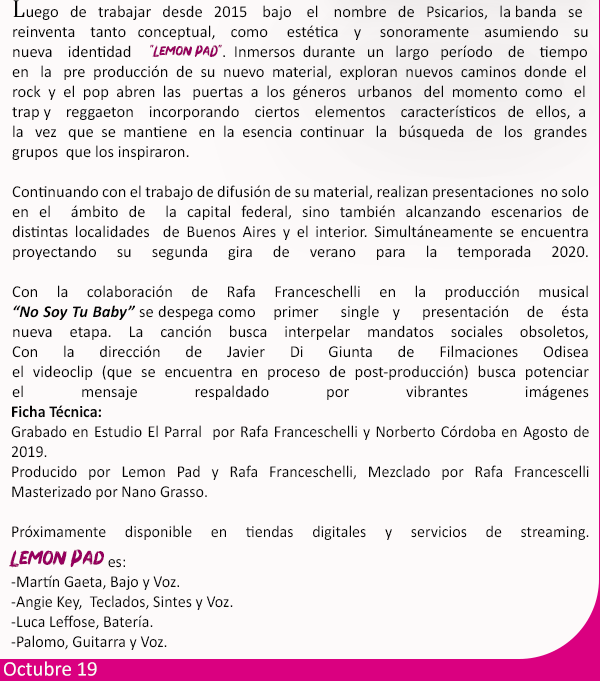 Luego de trabajar desde 2015 bajo el nombre de Psicarios, la banda se
reinventa tanto conceptual, como estética y sonoramente asumiendo su
nueva identidad "LEMON PAD". Inmersos durante un largo período de tiempo
en la pre producción de su nuevo material, exploran nuevos caminos donde el
rock y el pop abren las puertas a los géneros urbanos del momento como el
trap y reggaeton incorporando ciertos elementos característicos de ellos, a
la vez que se mantiene en la esencia continuar la búsqueda de los grandes
grupos que los inspiraron.
Continuando con el trabajo de difusión de su material, realizan presentaciones no solo
en el ámbito de la capital federal, sino también alcanzando escenarios de
distintas localidades de Buenos Aires y el interior. Simultáneamente se encuentra
proyectando su segunda gira de verano para la temporada 2020.
Con la colaboración de Rafa Franceschelli en la producción musical
"No Soy Tu Baby" se despega como primer single y presentación de ésta
nueva etapa. La canción busca interpelar mandatos sociales obsoletos,
Con la dirección de Javier Di Giunta de Filmaciones Odisea
el videoclip (que se encuentra en proceso de post-producción) busca potenciar
el mensaje respaldado por vibrantes imágenes
Ficha Técnica:
Grabado en Estudio El Parral por Rafa Franceschelli y Norberto Córdoba en Agosto de
2019.
Producido por Lemon Pad y Rafa Franceschelli, Mezclado por Rafa Francescelli
Masterizado por Nano Grasso.
Próximamente disponible en tiendas digitales y servicios de streaming.
LEMON PAD es:
-Martín Gaeta, Bajo y Voz.
-Angie Key, Teclados, Sintes y Voz.
-Luca Leffose, Batería.
-Palomo, Guitarra y Voz.
Octubre 19